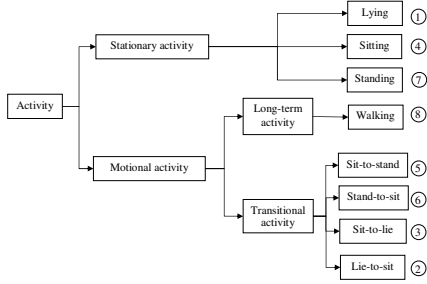 Lying ①
Stationary activity
Sitting ④
Standing ⑦
Activity
Long-term
activity
Walking ⑧
Motional activity
Sit-to-stand ⑤
Stand-to-sit ⑥
Transitional
activity
Sit-to-lie ③
Lie-to-sit ②